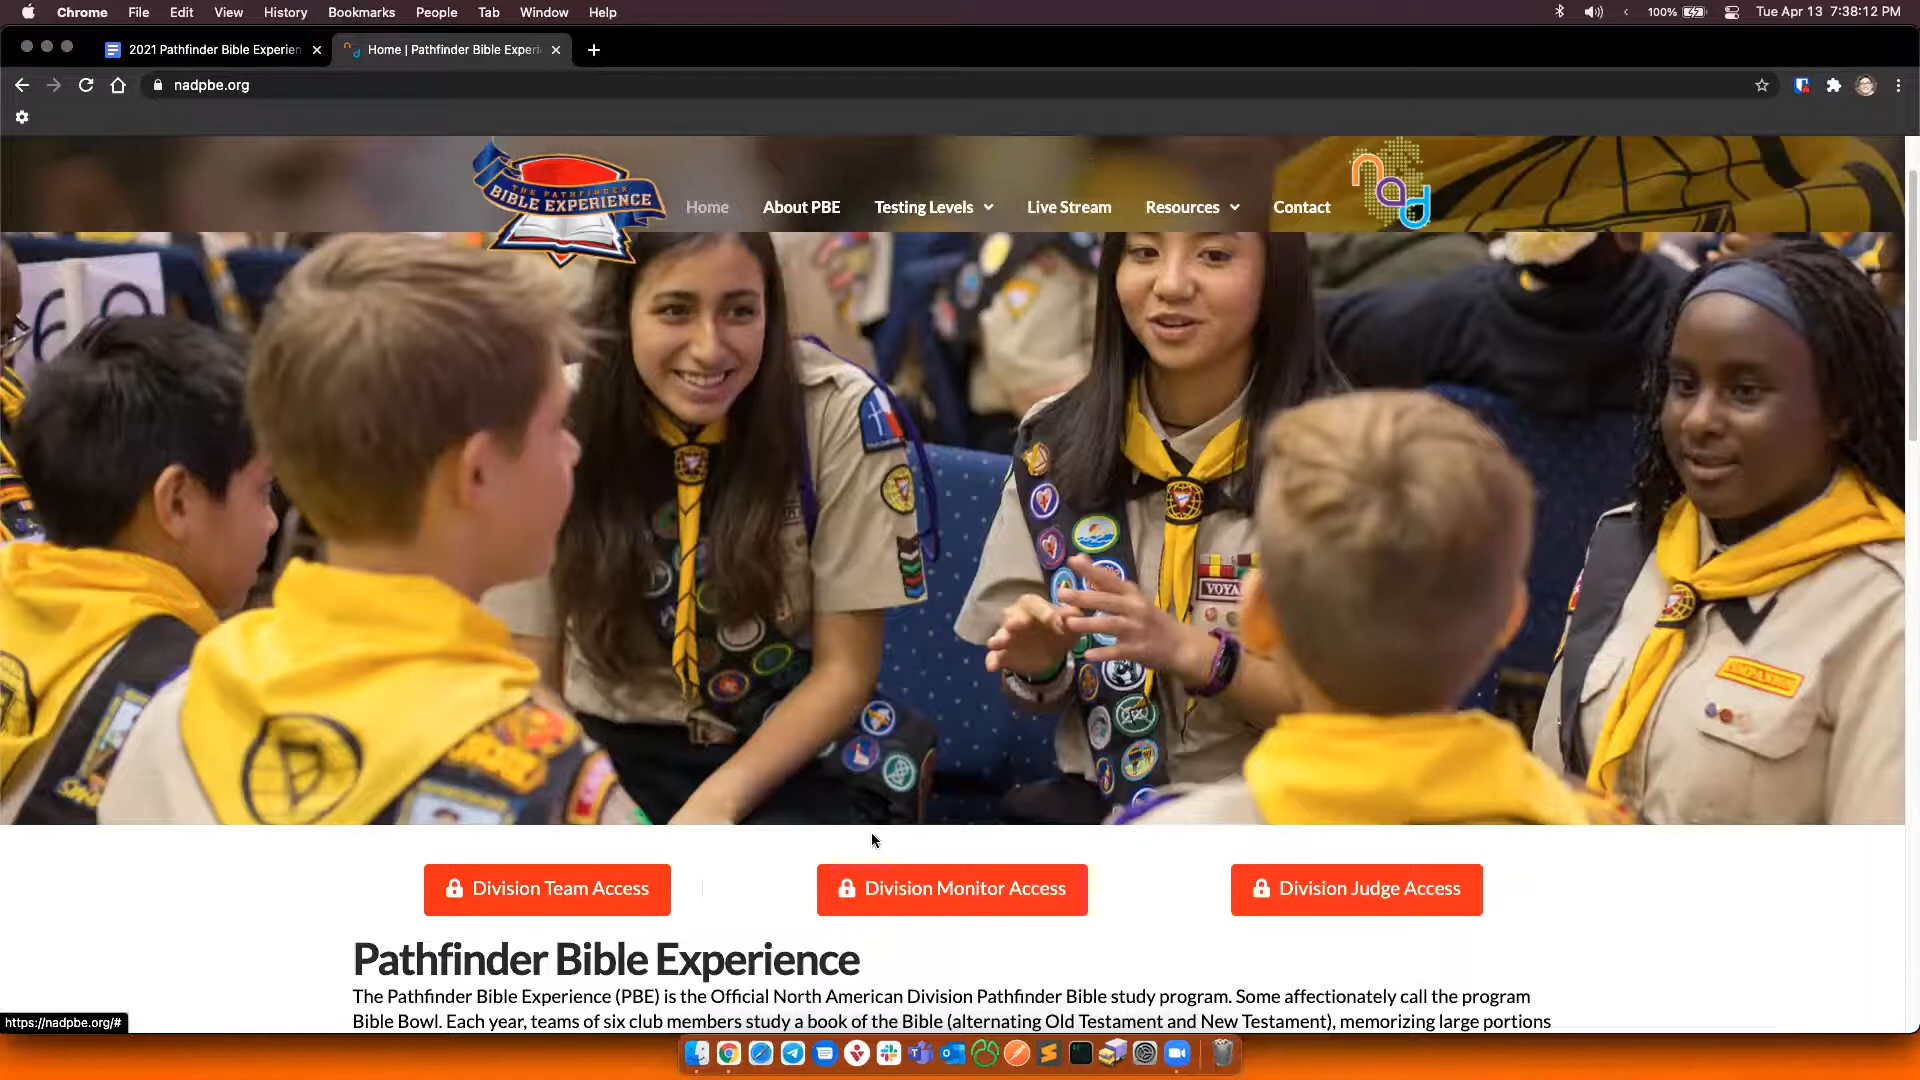 Chrome File Edit View History Bookmarks People Tab Window Help 100% Tue Apr 13 7:38:12 PM
2021 Pathfinder Bible Experien Home | Pathfinder Bible Experi
nadpbe.org
THE PATHFINDER
BIBLE EXPERIENCE
nad
Home About PBE Testing Levels Live Stream Resources Contact
VOYA
COMPANION
Division Team Access Division Monitor Access Division Judge Access
Pathfinder Bible Experience
The Pathfinder Bible Experience (PBE) is the Official North American Division Pathfinder Bible study program. Some affectionately call the program
Bible Bowl. Each year, teams of six club members study a book of the Bible (alternating Old Testament and New Testament), memorizing large portions
https://nadpbe.org/#